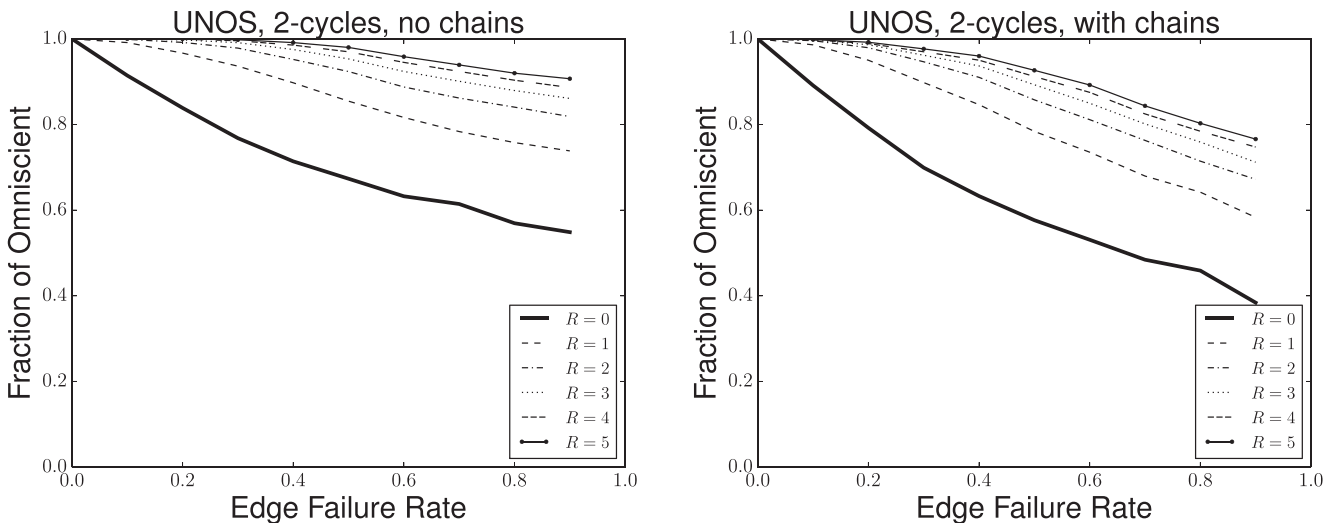 UNOS, 2-cycles, no chains
Fraction of Omniscient
1.0
0.8
0.6
0.4
0.2
0.0
0.0 0.2 0.4 0.6 0.8 1.0
Edge Failure Rate
R = 0
R = 1
R = 2
R = 3
R = 4
R = 5
UNOS, 2-cycles, with chains
Fraction of Omniscient
1.0
0.8
0.6
0.4
0.2
0.0
0.0 0.2 0.4 0.6 0.8 1.0
Edge Failure Rate
R = 0
R = 1
R = 2
R = 3
R = 4
R = 5